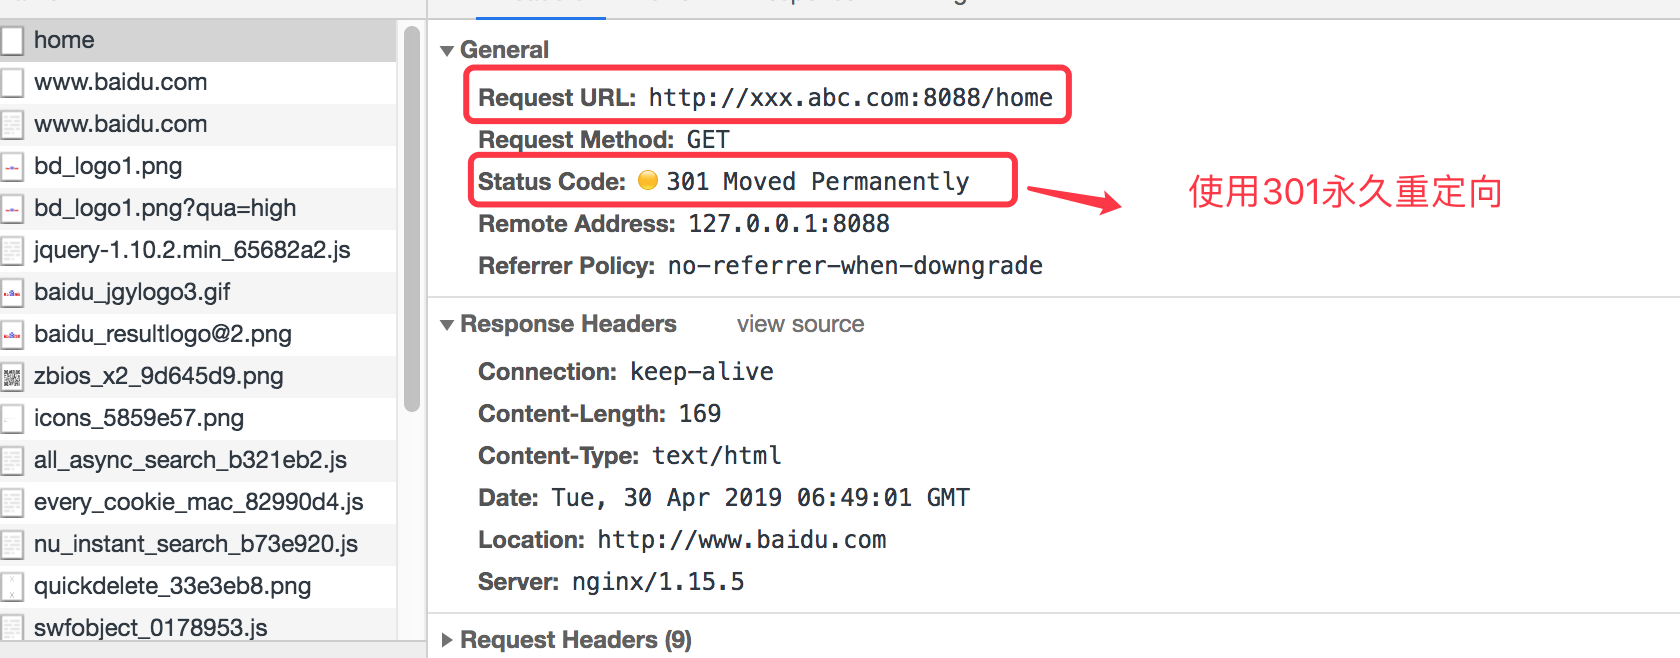 home
www.baidu.com
www.baidu.com
bd_logo1.png
bd_logo1.png?qua=high
jquery-1.10.2.min_65682a2.js
baidu_jgylogo3.gif
baidu_resultlogo@2.png
zbios_x2_9d645d9.png
icons_5859e57.png
all_async_search_b321eb2.js
every_cookie_mac_82990d4.js
nu_instant_search_b73e920.js
quickdelete_33e3eb8.png
swfobject_0178953.js
General
Request URL: http://xxx.abc.com:8088/home
Request Method: GET
Status Code: 301 Moved Permanently
使用301永久重定向
Remote Address: 127.0.0.1:8088
Referrer Policy: no-referrer-when-downgrade
Response Headers view source
Connection: keep-alive
Content-Length: 169
Content-Type: text/html
Date: Tue, 30 Apr 2019 06:49:01 GMT
Location: http://www.baidu.com
Server: nginx/1.15.5
Request Headers (9)